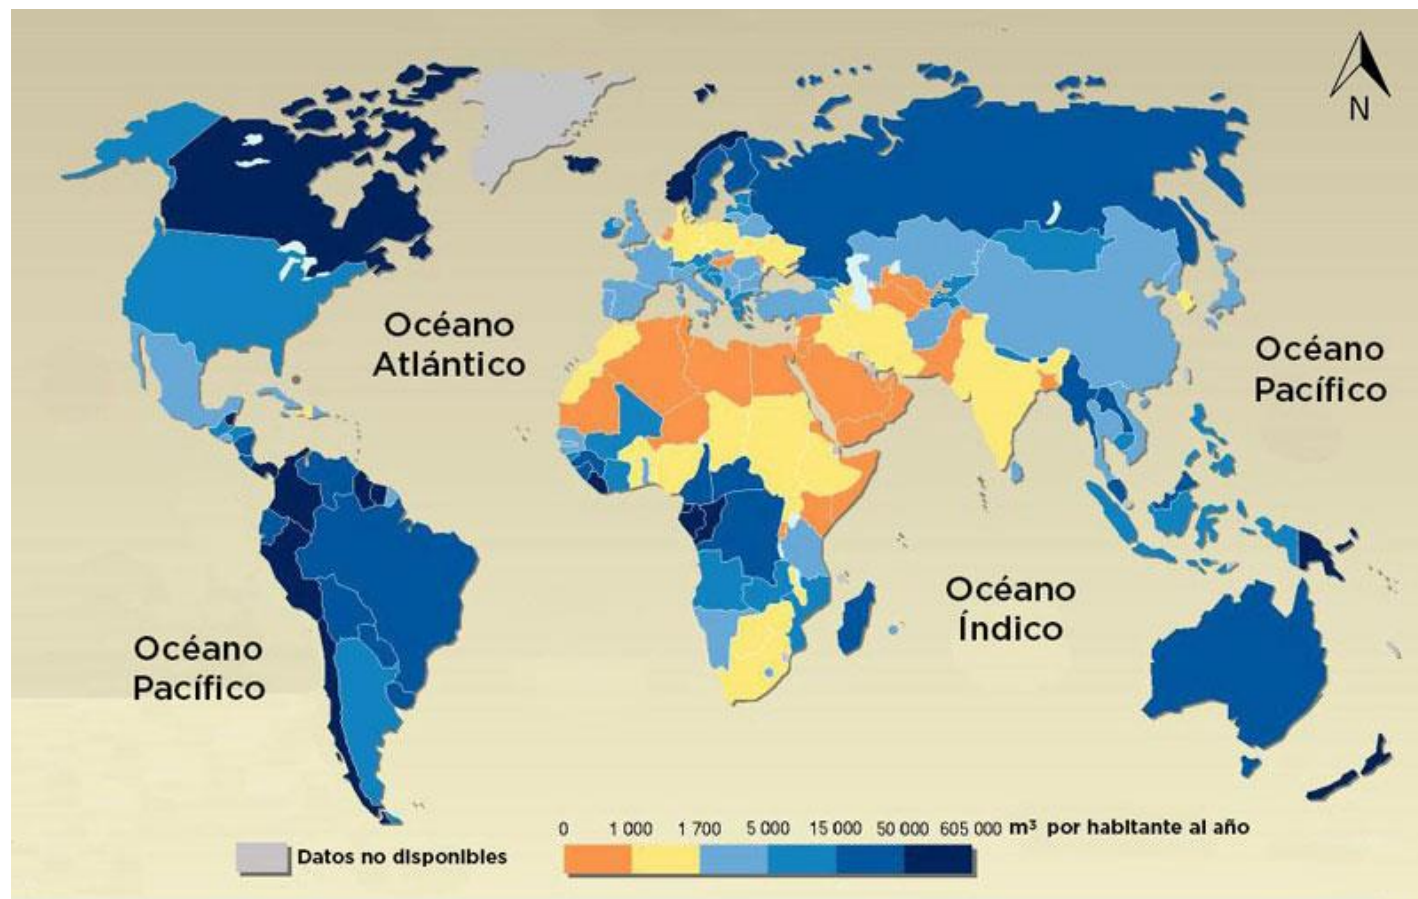 N
Océano
Atlántico
Océano
Pacífico
Océano
Índico
Océano
Pacífico
0 1 000 1 700 5 000 15 000 50 000 605 000 m³ por habitante al año
Datos no disponibles